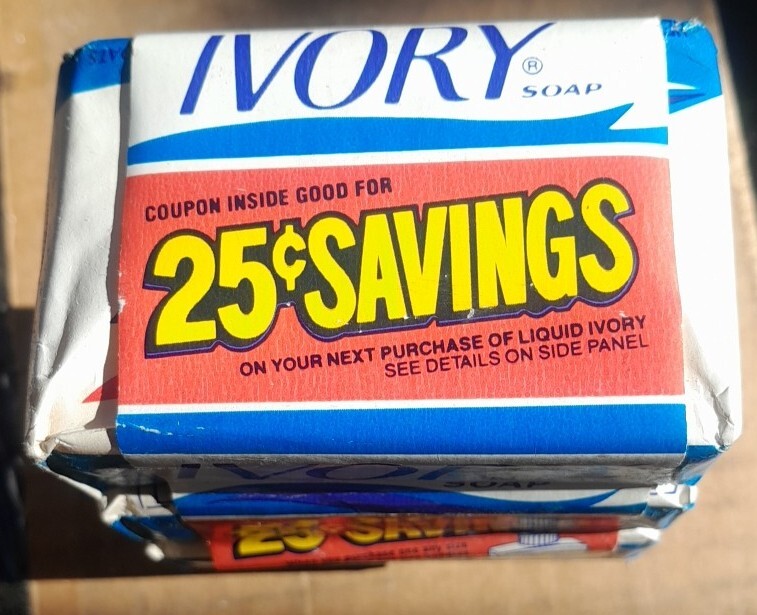 IVORY®
SOAP
COUPON INSIDE GOOD FOR
25¢ SAVINGS
ON YOUR NEXT PURCHASE OF LIQUID IVORY
SEE DETAILS ON SIDE PANEL
SOAP